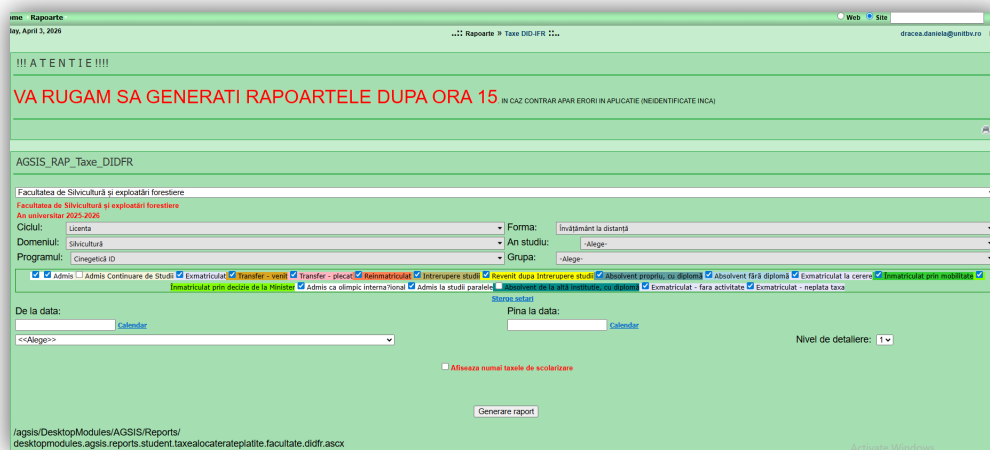 ome Rapoarte
Web Site
day, April 3, 2026
..:: Rapoarte » Taxe DID-IFR ::..
dracea.daniela@unitbv.ro
!!! A T E N T I E !!!!
VA RUGAM SA GENERATI RAPOARTELE DUPA ORA 15. IN CAZ CONTRAR APAR ERORI IN APLICATIE (NEIDENTIFICATE INCA)
AGSIS_RAP_Taxe_DIDFR
Facultatea de Silvicultură și exploatări forestiere
Facultatea de Silvicultură și exploatări forestiere
An universitar 2025-2026
Ciclul: Licenta Forma: Învățământ la distanță
Domeniul: Silvicultură An studiu: -Alege-
Programul: Cinegetică ID Grupa: -Alege-
Admis Admis Continuare de Studii Exmatriculat Transfer - venit Transfer - plecat Reinmatriculat Intrerupere studii Revenit dupa Intrerupere studii Absolvent propriu, cu diplomă Absolvent fără diplomă Exmatriculat la cerere Înmatriculat prin mobilitate
Înmatriculat prin decizie de la Minister Admis ca olimpic interna?ional Admis la studii paralele Absolvent de la altă instituție, cu diplomă Exmatriculat - fara activitate Exmatriculat - neplata taxa
Sterge setari
De la data: Pina la data:
Calendar Calendar
<<Alege>> Nivel de detaliere: 1
Afiseaza numai taxele de scolarizare
Generare raport
/agsis/DesktopModules/AGSIS/Reports/
desktopmodules.agsis.reports.student.taxealocaterateplatite.facultate.didfr.ascx
Activate Windows